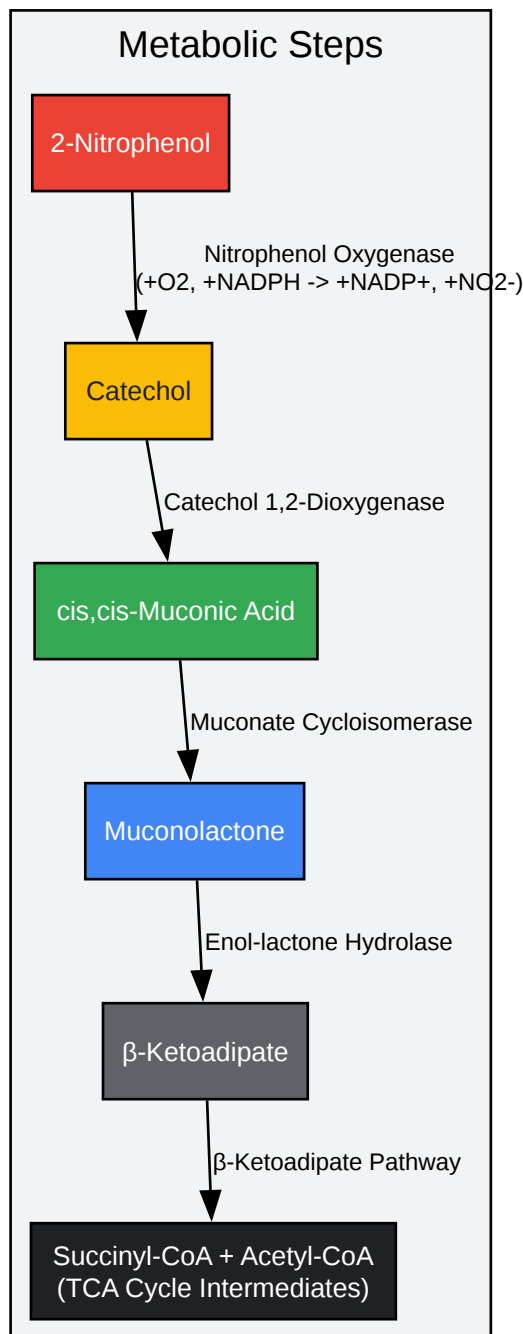 Metabolic Steps
2-Nitrophenol
Nitrophenol Oxygenase
(+O2, +NADPH -> +NADP+, +NO2-)
Catechol
Catechol 1,2-Dioxygenase
cis,cis-Muconic Acid
Muconate Cycloisomerase
Muconolactone
Enol-lactone Hydrolase
β-Ketoadipate
β-Ketoadipate Pathway
Succinyl-CoA + Acetyl-CoA
(TCA Cycle Intermediates)